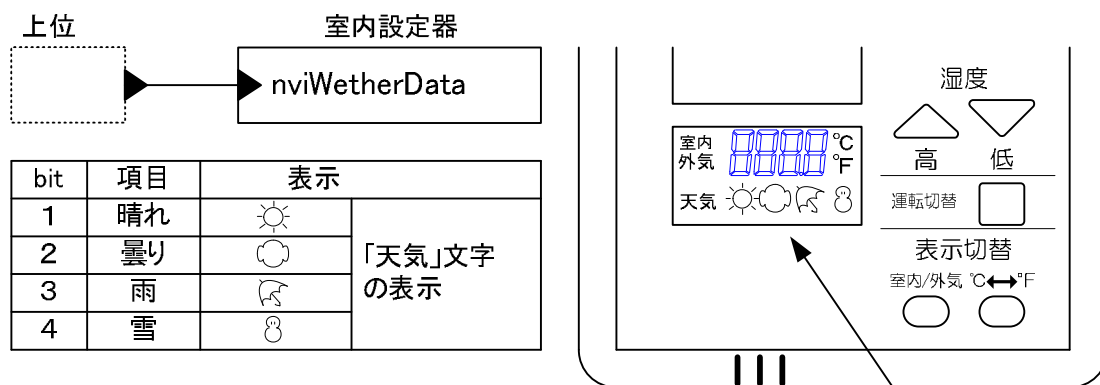 上位
室内設定器
nviWetherData
bit 項目 表示
1 晴れ
2 曇り
3 雨
4 雪
「天気」文字
の表示
湿度
高 低
運転切替
表示切替
室内/外気 ℃↔°F
室内
外気
8888 ℃
°F
天気